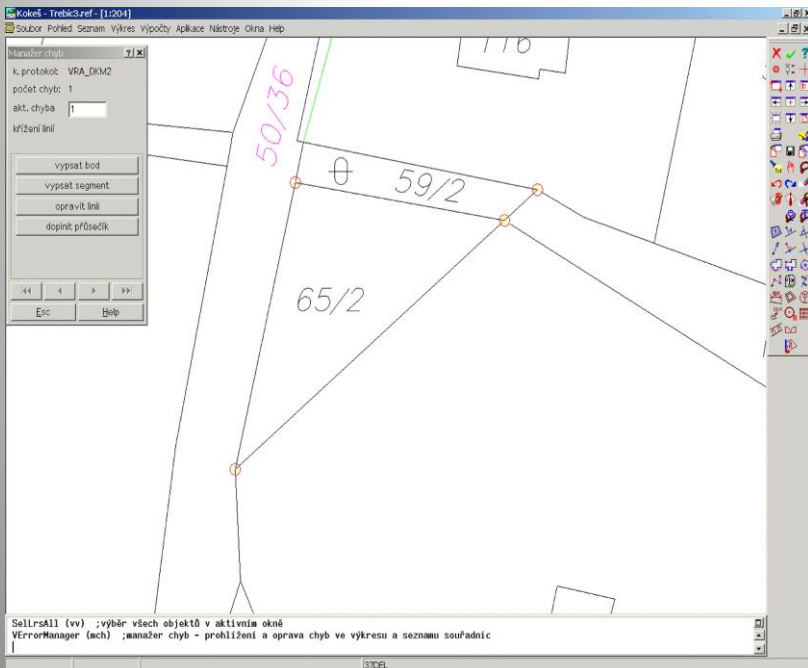 Kokeš - Trebic3.ref - [1:204]
Soubor Pohled Seznam Výkres Výpočty Aplikace Nástroje Okna Help
Manažer chyb
k. protokol: VRA_DKM2
počet chyb: 1
akt. chyba 1
křížení linií
vypsat bod
vypsat segment
opravit linii
doplnit průsečík
Esc Help
116
50/36
59/2
65/2
SelLrsAll (vv) ;výběr všech objektů v aktivním okně
VErrorManager (mch) ;manažer chyb - prohlížení a oprava chyb ve výkresu a seznamu souřadnic
37DEL